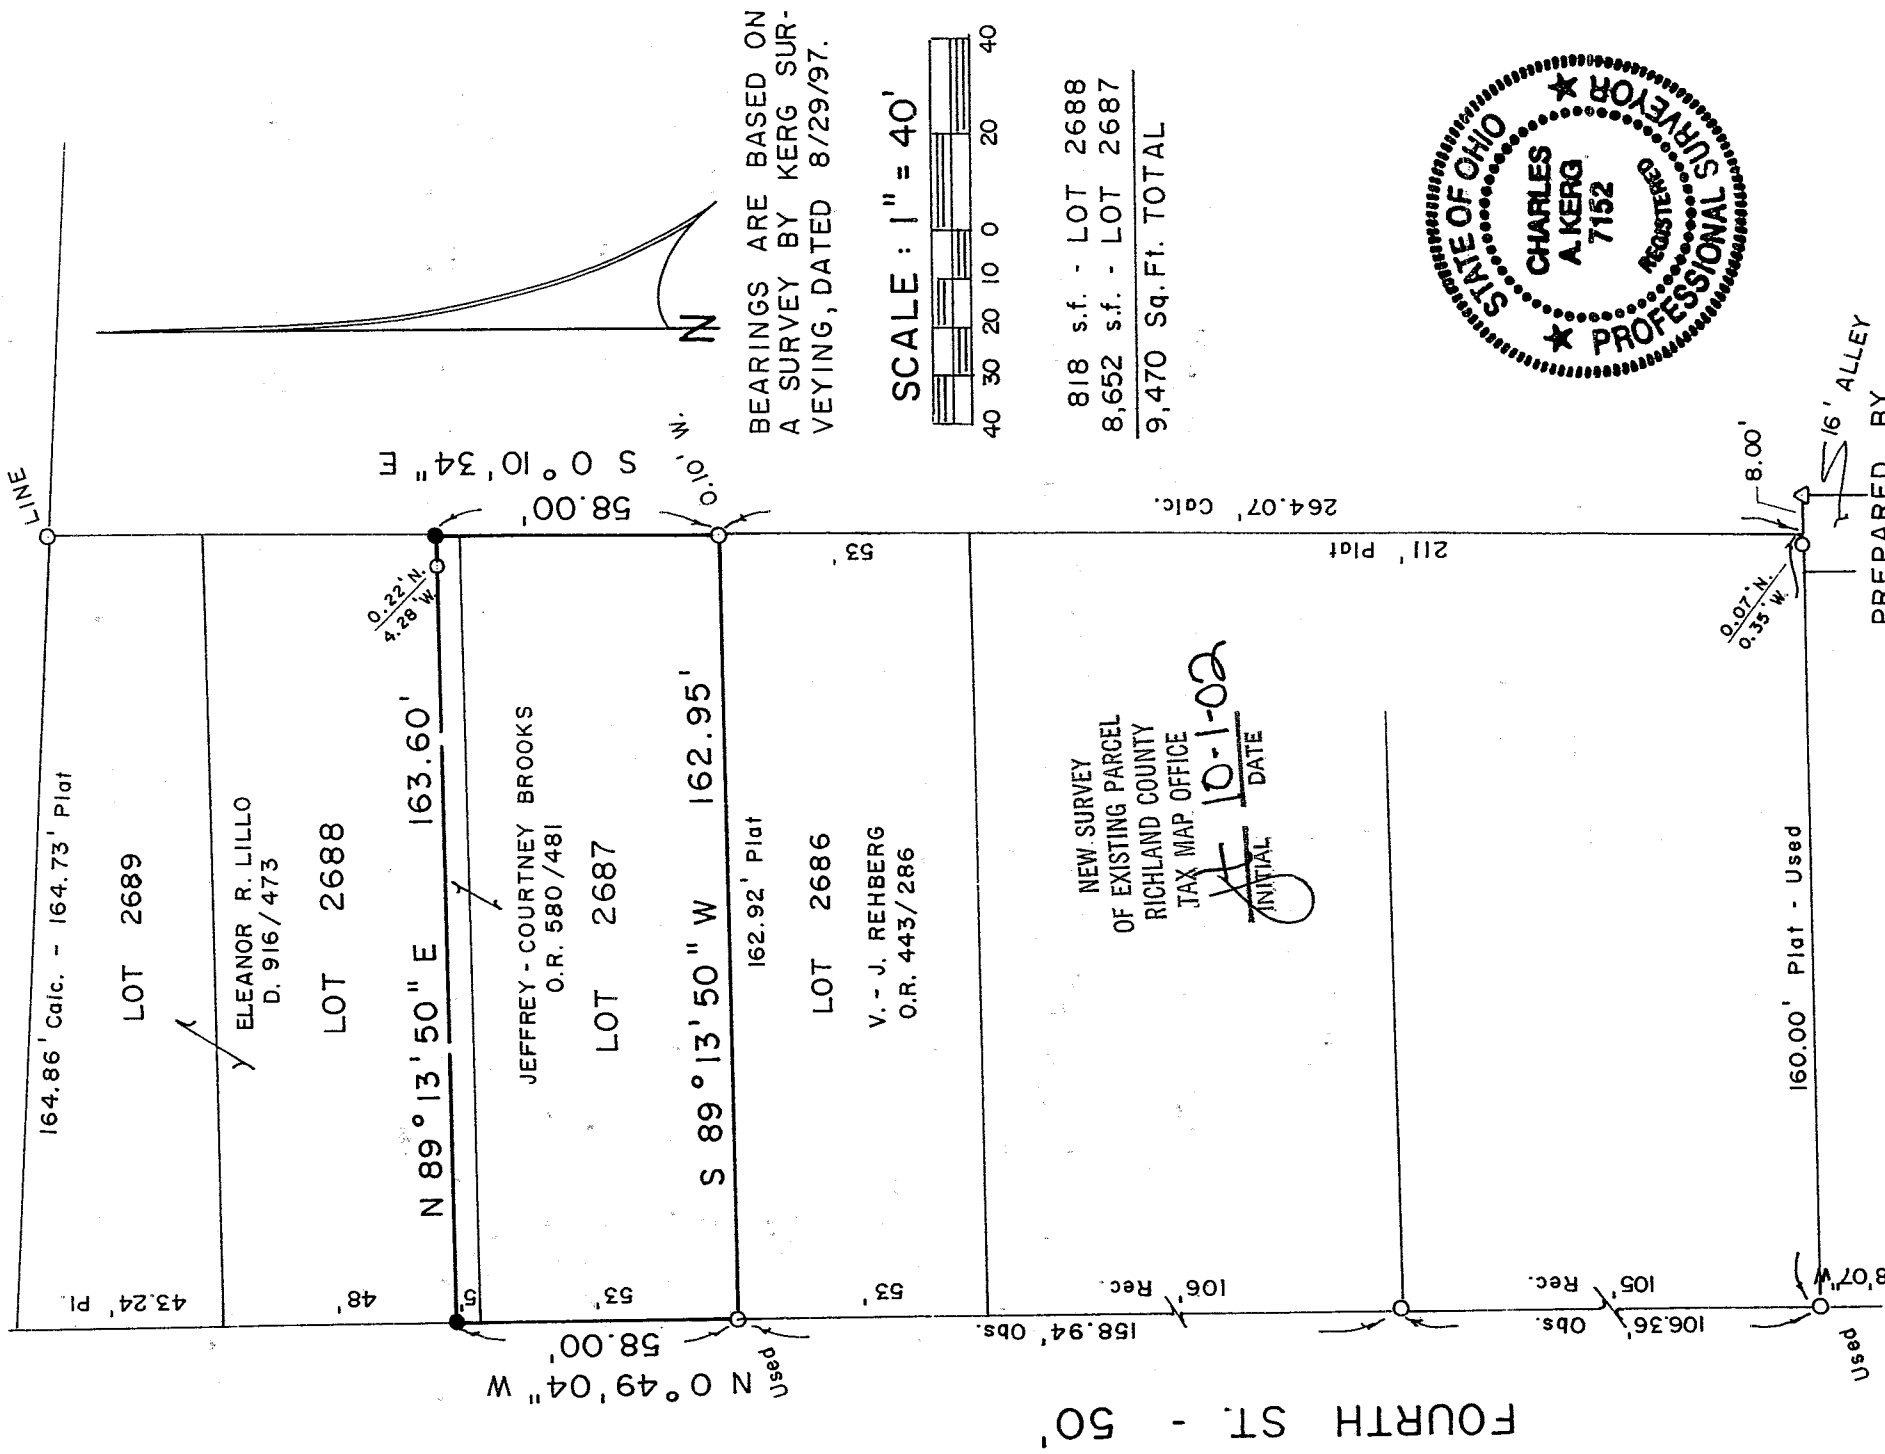 LINE
164.86' Calc. - 164.73' Plat
LOT 2689
43.24' Pl.
ELEANOR R. LILLO
D. 916/473
LOT 2688
48'
0.22' N.
4.28' W.
N 89° 13' 50" E 163.60'
5'
JEFFREY - COURTNEY BROOKS
O.R. 580/481
LOT 2687
53'
58.00'
N 0° 49' 04" W
Used
58.00'
S 0° 10' 34" E
0.10' W.
S 89° 13' 50" W 162.95'
162.92' Plat
LOT 2686
V. - J. REHBERG
O.R. 443/286
53'
53'
158.94' Obs.
106' Rec.
106.36' Obs.
105' Rec.
264.07' Calc.
211' Plat
NEW SURVEY
OF EXISTING PARCEL
RICHLAND COUNTY
TAX MAP OFFICE
10-1-02
INITIAL DATE
0.07' N.
0.35' W.
8.00'
16' ALLEY
160.00' Plat - Used
8'07" W
Used
FOURTH ST. - 50'
N
BEARINGS ARE BASED ON
A SURVEY BY KERG SUR-
VEYING, DATED 8/29/97.
SCALE : 1" = 40'
40 30 20 10 0 20 40
818 s.f. - LOT 2688
8,652 s.f. - LOT 2687
9,470 Sq. Ft. TOTAL
STATE OF OHIO
CHARLES
A. KERG
7152
REGISTERED
PROFESSIONAL SURVEYOR
PREPARED BY